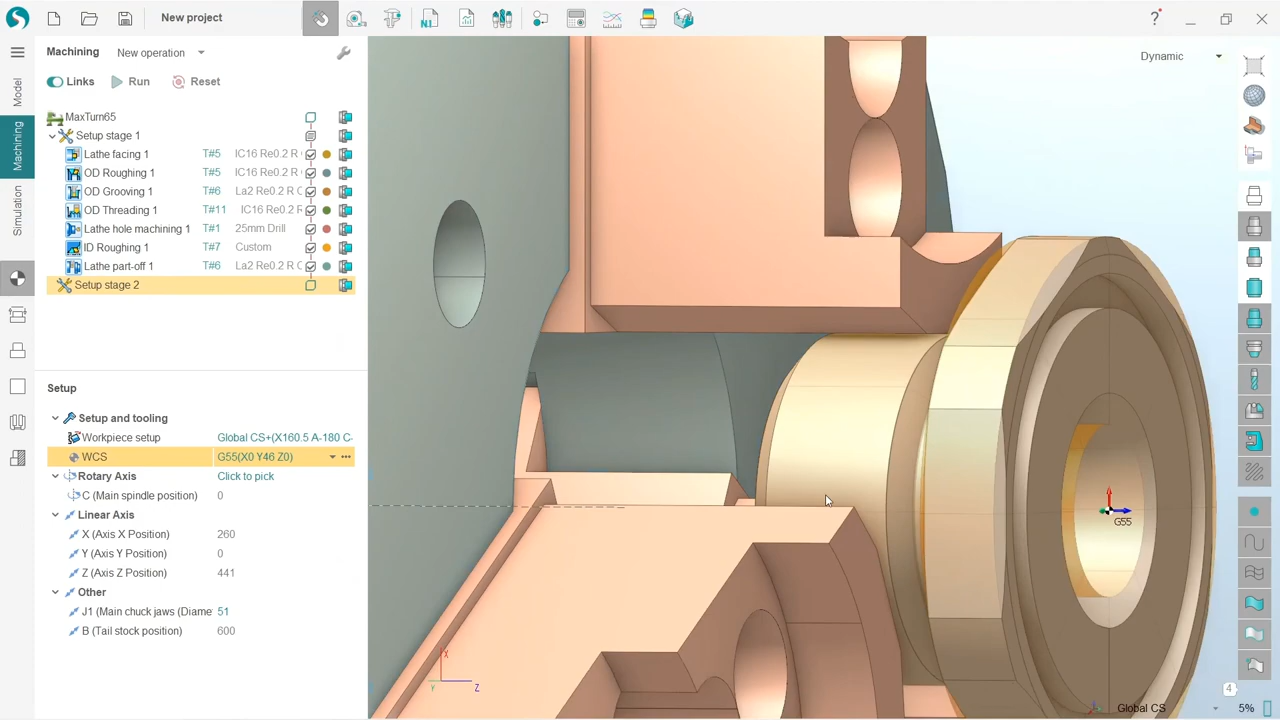 New project
N.I
?
Machining
New operation
Links
Run
Reset
Dynamic
Model
Machining
Simulation
MaxTurn65
Setup stage 1
Lathe facing 1 T#5 IC16 Re0.2 R
OD Roughing 1 T#5 IC16 Re0.2 R
OD Grooving 1 T#6 La2 Re0.2 R C
OD Threading 1 T#11 IC16 Re0.2 F
Lathe hole machining 1 T#1 25mm Drill
ID Roughing 1 T#7 Custom
Lathe part-off 1 T#6 La2 Re0.2 R C
Setup stage 2
Setup
Setup and tooling
Workpiece setup Global CS+(X160.5 A-180 C-
WCS G55(X0 Y46 Z0)
Rotary Axis Click to pick
C (Main spindle position) 0
Linear Axis
X (Axis X Position) 260
Y (Axis Y Position) 0
Z (Axis Z Position) 441
Other
J1 (Main chuck jaws (Diame 51
B (Tail stock position) 600
G55
X
Y
Z
4
Global CS
5%